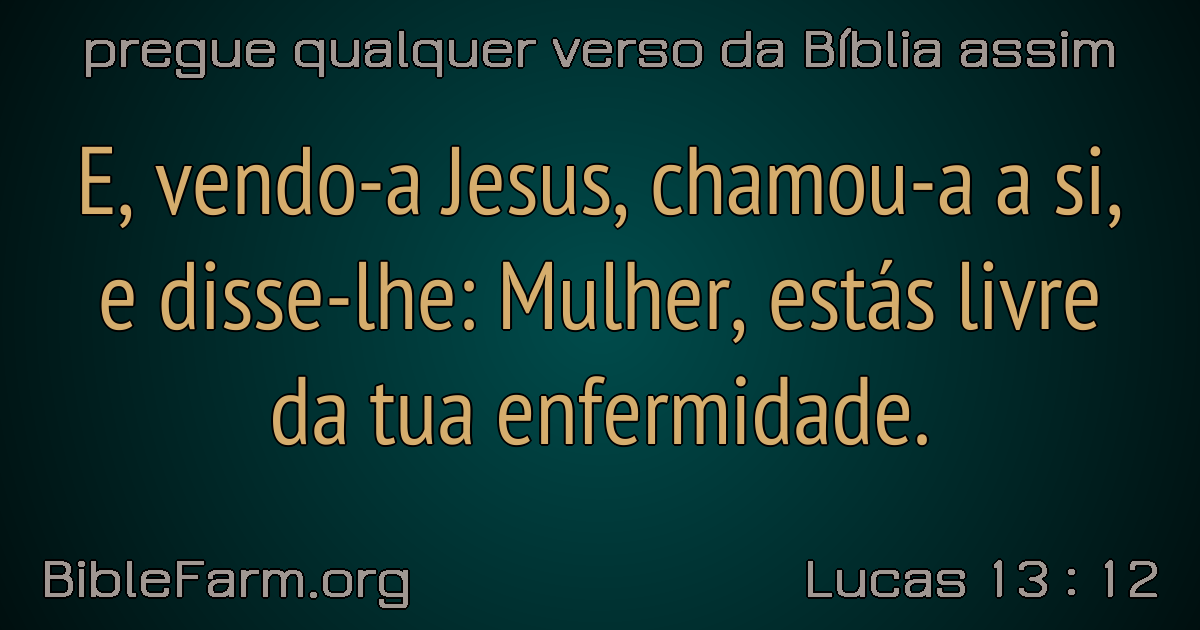 pregue qualquer verso da Bíblia assim
E, vendo-a Jesus, chamou-a a si,
e disse-lhe: Mulher, estás livre
da tua enfermidade.
BibleFarm.org
Lucas 13 : 12